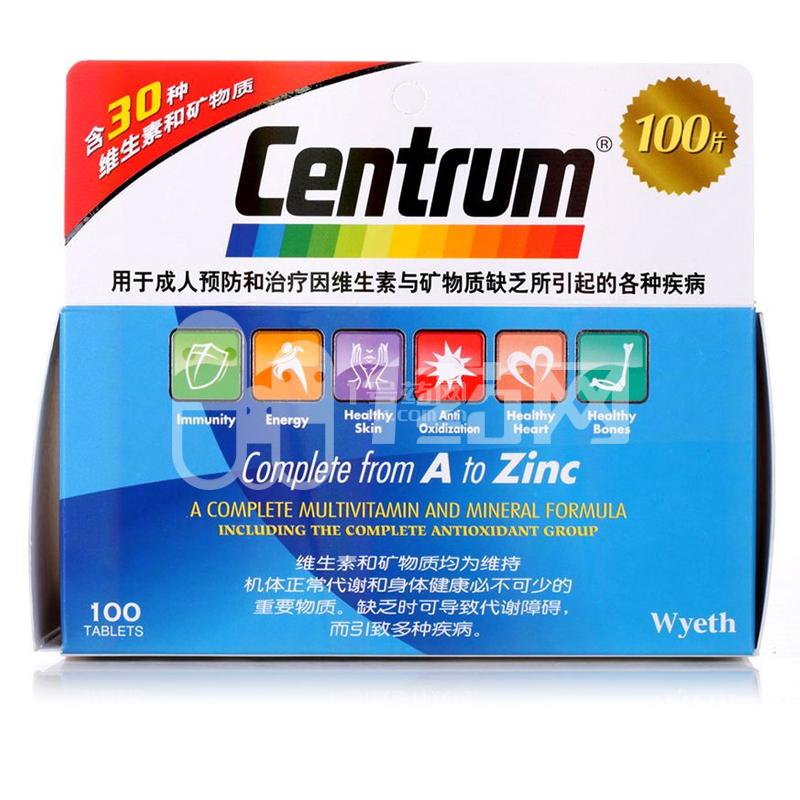 含30种
维生素和矿物质
Centrum®
100片
用于成人预防和治疗因维生素与矿物质缺乏所引起的各种疾病
Immunity
Energy
Healthy
Skin
Anti
Oxidization
Healthy
Heart
Healthy
Bones
1号药网
.com.cn
Complete from A to Zinc
A COMPLETE MULTIVITAMIN AND MINERAL FORMULA
INCLUDING THE COMPLETE ANTIOXIDANT GROUP
维生素和矿物质均为维持
机体正常代谢和身体健康必不可少的
重要物质。缺乏时可导致代谢障碍，
而引致多种疾病。
100
TABLETS
Wyeth